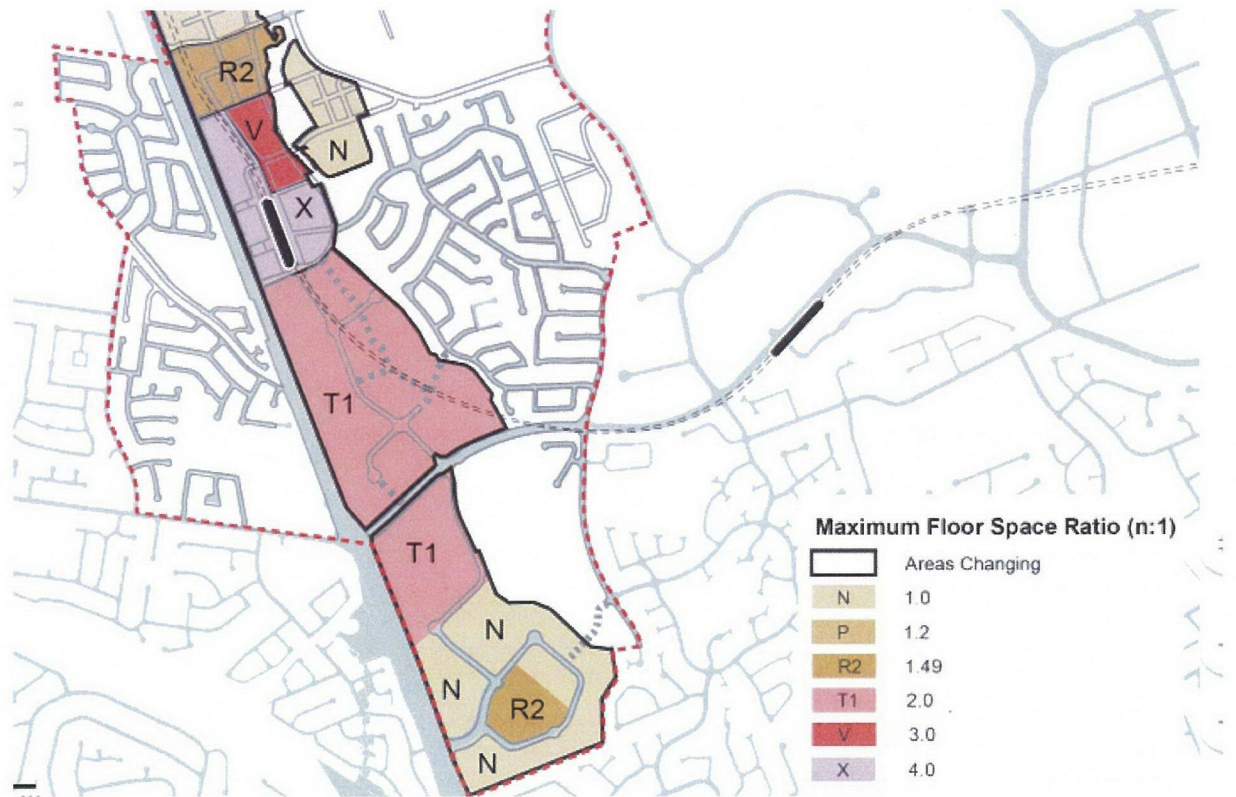 R2
V
N
X
T1
T1
N
N
R2
N
Maximum Floor Space Ratio (n:1)
Areas Changing
N 1.0
P 1.2
R2 1.49
T1 2.0
V 3.0
X 4.0